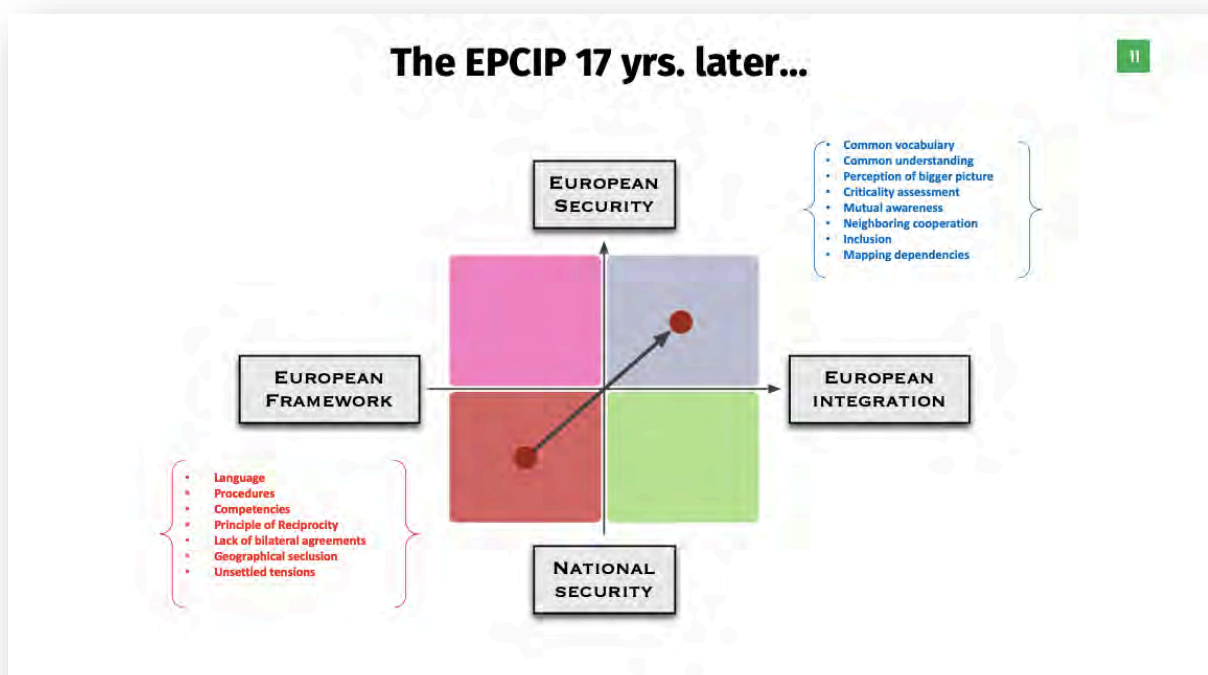 The EPCIP 17 yrs. later...
11
• Common vocabulary
• Common understanding
• Perception of bigger picture
• Criticality assessment
• Mutual awareness
• Neighboring cooperation
• Inclusion
• Mapping dependencies
EUROPEAN
SECURITY
EUROPEAN
FRAMEWORK
EUROPEAN
INTEGRATION
• Language
• Procedures
• Competencies
• Principle of Reciprocity
• Lack of bilateral agreements
• Geographical seclusion
• Unsettled tensions
NATIONAL
SECURITY